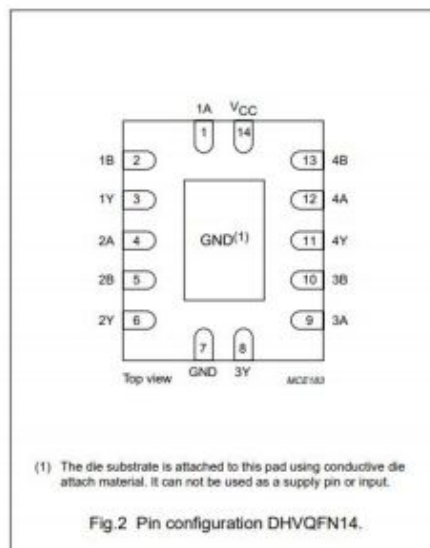 1A VCC
1 14
1B 2 13 4B
1Y 3 12 4A
2A 4 GND(1) 11 4Y
2B 5 10 3B
2Y 6 9 3A
7 8
Top view GND 3Y MCE183
(1) The die substrate is attached to this pad using conductive die
attach material. It can not be used as a supply pin or input.
Fig.2 Pin configuration DHVQFN14.